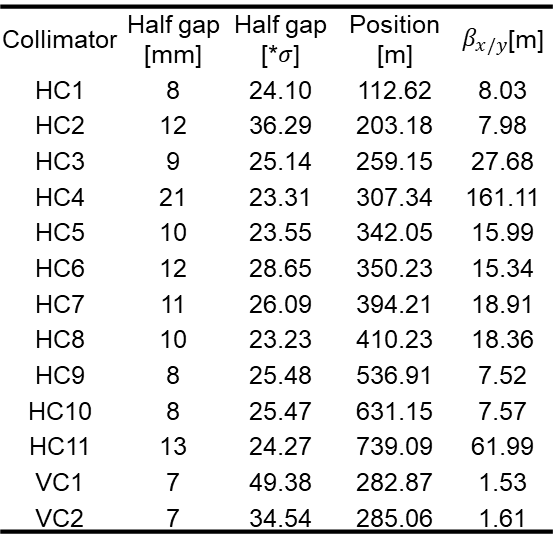 Collimator Half gap [mm] Half gap [*σ] Position [m] βx/y[m]
HC1 8 24.10 112.62 8.03
HC2 12 36.29 203.18 7.98
HC3 9 25.14 259.15 27.68
HC4 21 23.31 307.34 161.11
HC5 10 23.55 342.05 15.99
HC6 12 28.65 350.23 15.34
HC7 11 26.09 394.21 18.91
HC8 10 23.23 410.23 18.36
HC9 8 25.48 536.91 7.52
HC10 8 25.47 631.15 7.57
HC11 13 24.27 739.09 61.99
VC1 7 49.38 282.87 1.53
VC2 7 34.54 285.06 1.61